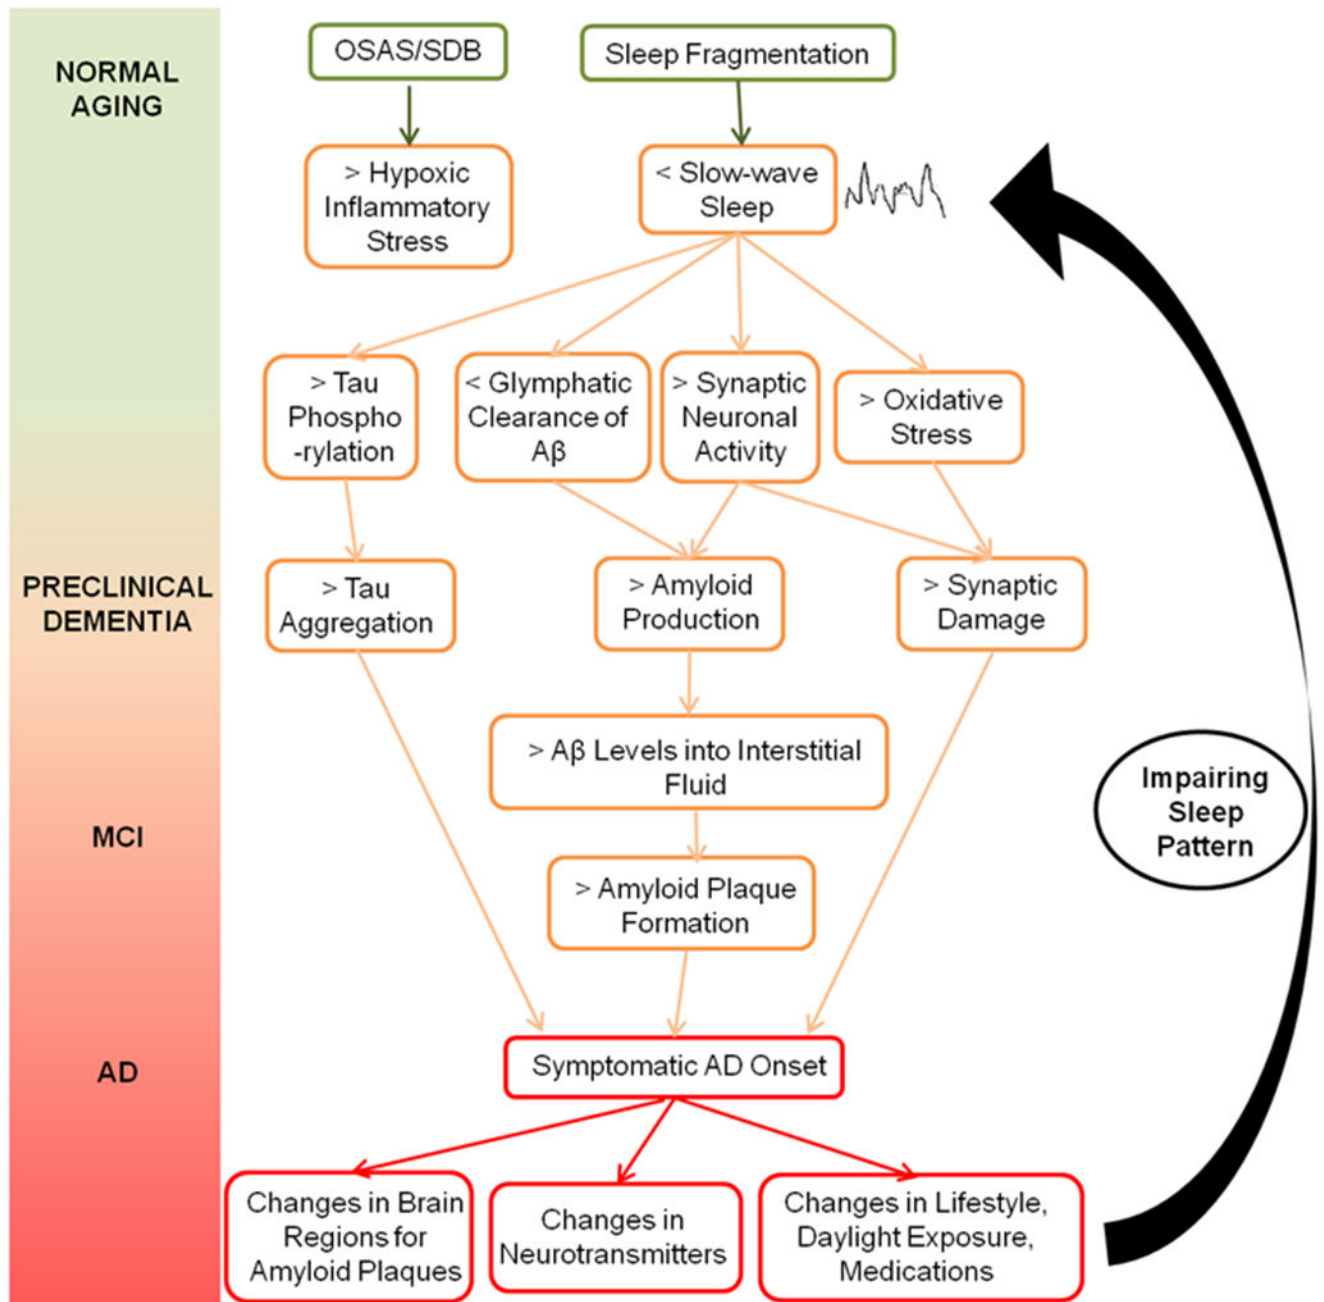 NORMAL
AGING
OSAS/SDB
Sleep Fragmentation
> Hypoxic
Inflammatory
Stress
< Slow-wave
Sleep
> Tau
Phospho
-rylation
< Glymphatic
Clearance of
Aβ
> Synaptic
Neuronal
Activity
> Oxidative
Stress
PRECLINICAL
DEMENTIA
> Tau
Aggregation
> Amyloid
Production
> Synaptic
Damage
> Aβ Levels into Interstitial
Fluid
Impairing
Sleep
Pattern
MCI
> Amyloid Plaque
Formation
AD
Symptomatic AD Onset
Changes in Brain
Regions for
Amyloid Plaques
Changes in
Neurotransmitters
Changes in Lifestyle,
Daylight Exposure,
Medications